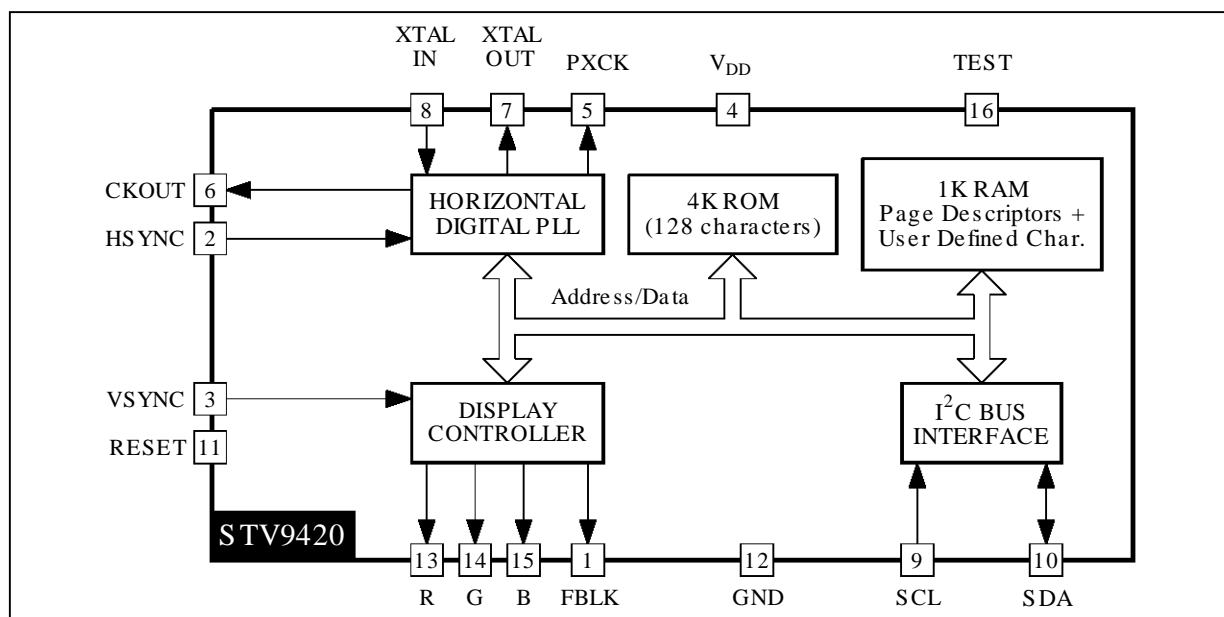 XTAL IN
XTAL OUT
PXCK
VDD
TEST
8
7
5
4
16
CKOUT 6
HSYNC 2
HORIZONTAL
DIGITAL PLL
4K ROM
(128 characters)
1K RAM
Page Descriptors +
User Defined Char.
Address/Data
VSYNC 3
RESET 11
DISPLAY
CONTROLLER
I²C BUS
INTERFACE
STV9420
13
14
15
1
12
9
10
R
G
B
FBLK
GND
SCL
SDA